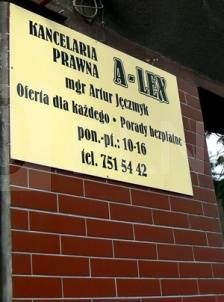 KANCELARIA
PRAWNA A-LEX
mgr Artur Jęczmyk
Oferta dla każdego • Porady bezpłatne
pon.-pt.: 10-16
tel. 751 54 42